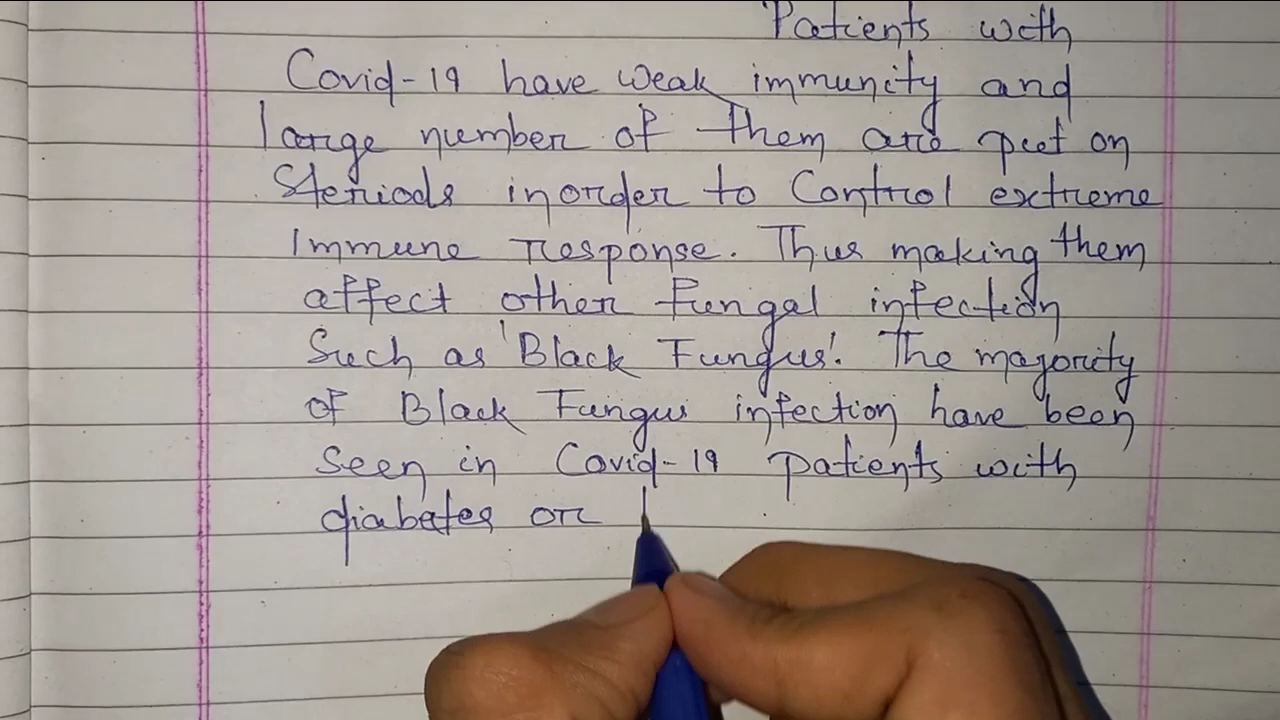 Patients with
Covid-19 have weak immunity and
large number of them are put on
Steriods inorder to Control extreme
Immune Response. Thus making them
affect other fungal infection
Such as 'Black Fungus'. The majority
of Black Fungus infection have been
seen in Covid-19 patients with
diabetes or